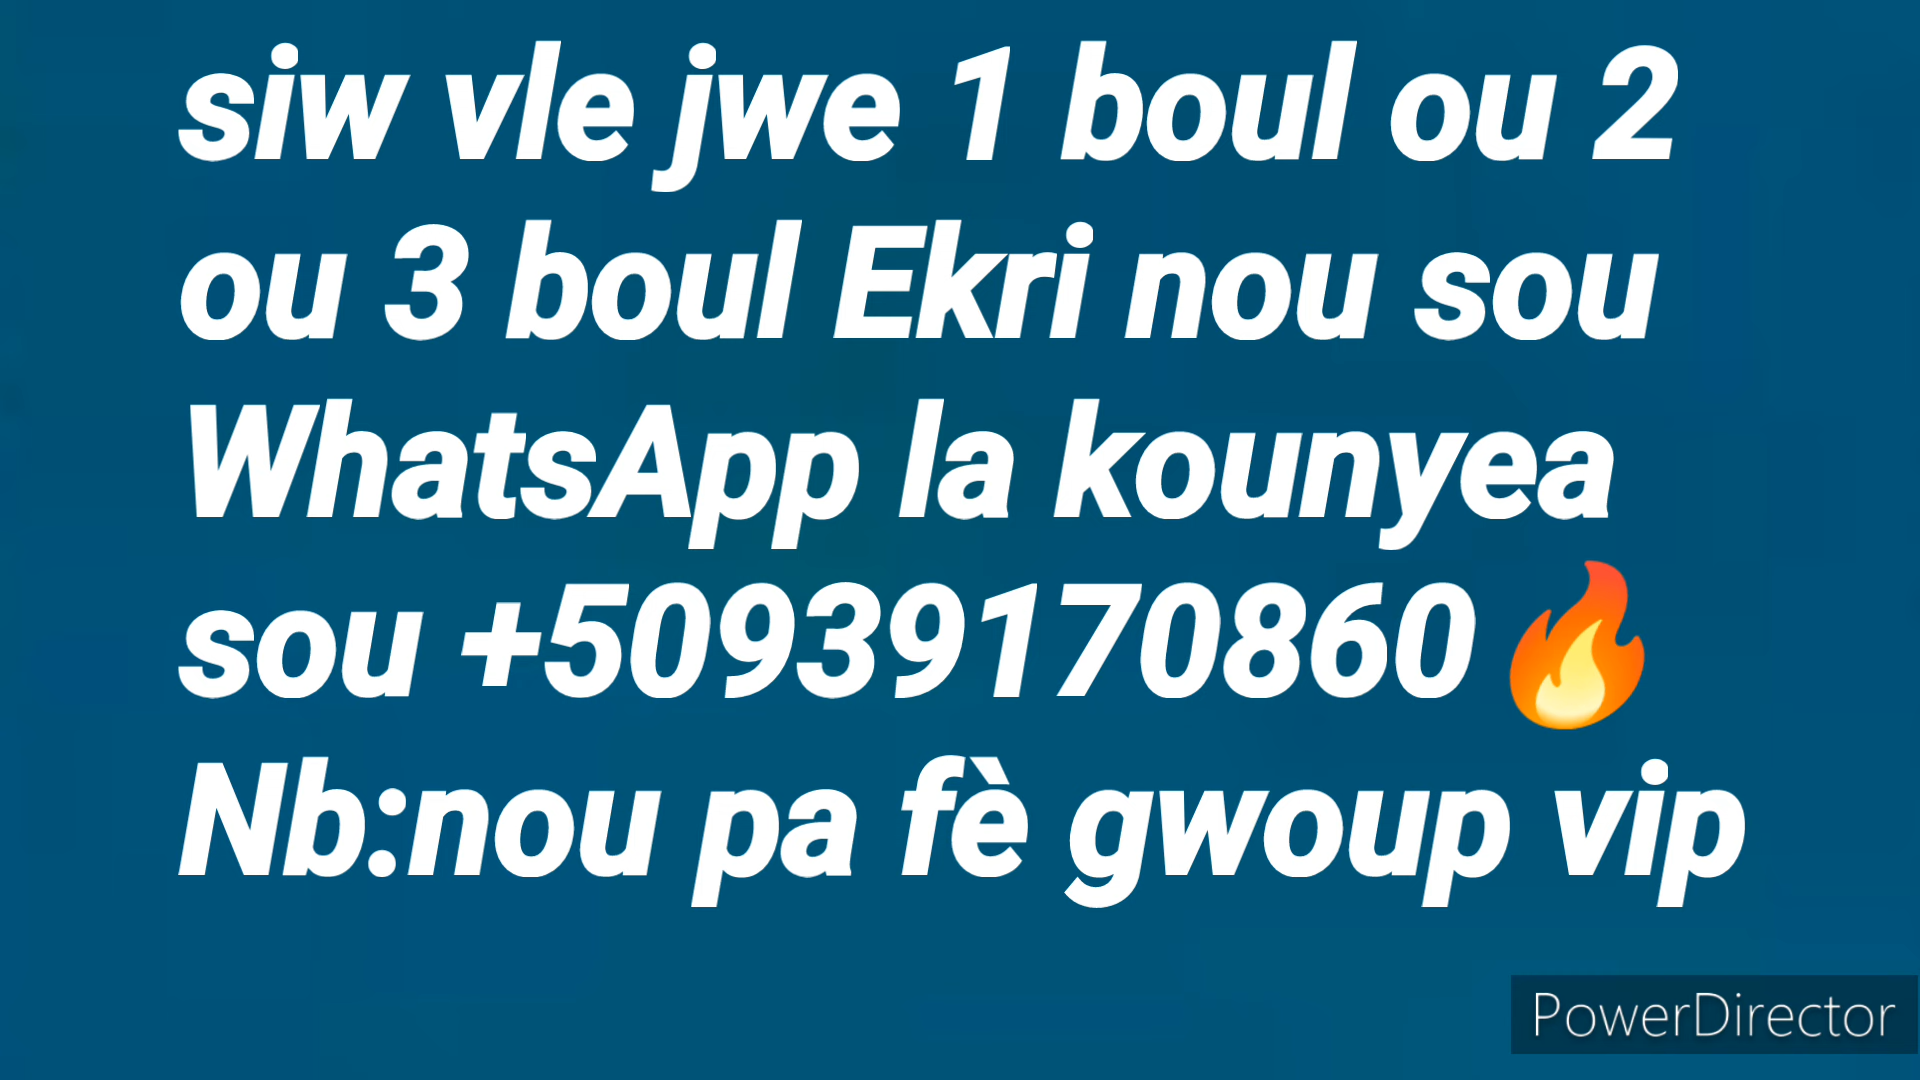 siw vle jwe 1 boul ou 2
ou 3 boul Ekri nou sou
WhatsApp la kounyea
sou +50939170860🔥
Nb:nou pa fè gwoup vip
PowerDirector